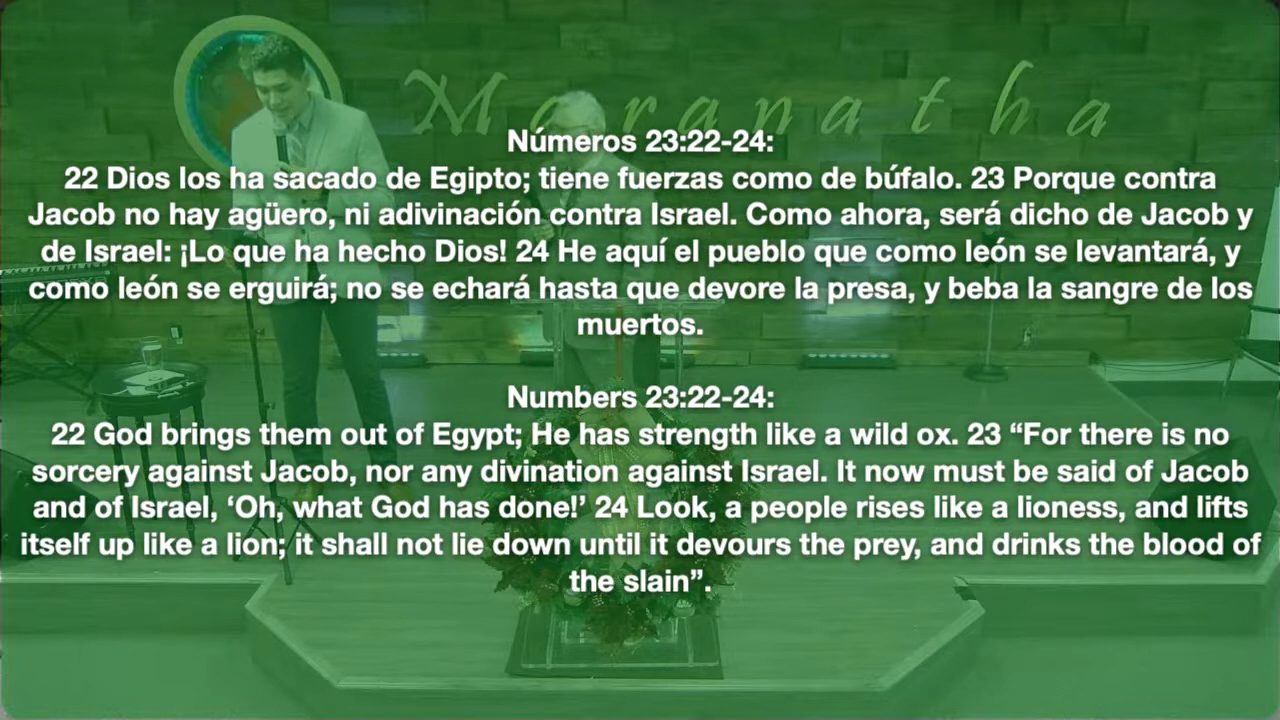 Maranatha
Números 23:22-24:
22 Dios los ha sacado de Egipto; tiene fuerzas como de búfalo. 23 Porque contra
Jacob no hay agüero, ni adivinación contra Israel. Como ahora, será dicho de Jacob y
de Israel: ¡Lo que ha hecho Dios! 24 He aquí el pueblo que como león se levantará, y
como león se erguirá; no se echará hasta que devore la presa, y beba la sangre de los
muertos.
Numbers 23:22-24:
22 God brings them out of Egypt; He has strength like a wild ox. 23 “For there is no
sorcery against Jacob, nor any divination against Israel. It now must be said of Jacob
and of Israel, ‘Oh, what God has done!’ 24 Look, a people rises like a lioness, and lifts
itself up like a lion; it shall not lie down until it devours the prey, and drinks the blood of
the slain”.